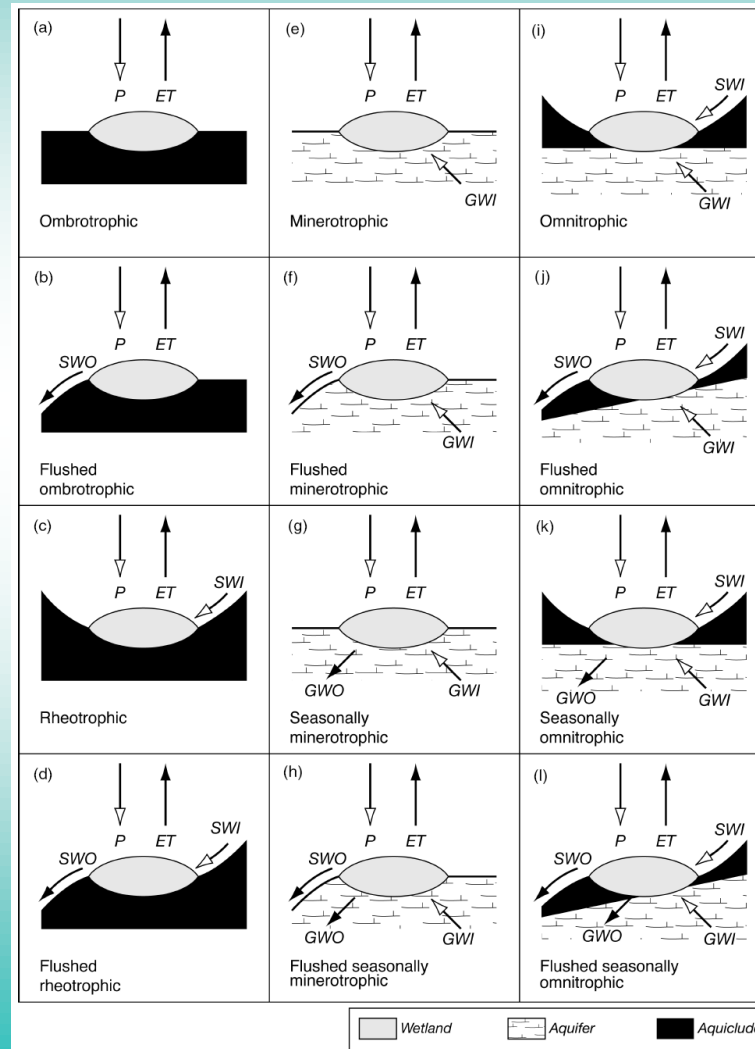 (a)
P ET
Ombrotrophic
(e)
P ET
GWI
Minerotrophic
(i)
P ET
SWI
GWI
Omnitrophic
(b)
P ET
SWO
Flushed
ombrotrophic
(f)
P ET
SWO
GWI
Flushed
minerotrophic
(j)
P ET
SWI
SWO
GWI
Flushed
omnitrophic
(c)
P ET
SWI
Rheotrophic
(g)
P ET
GWO
GWI
Seasonally
minerotrophic
(k)
P ET
SWI
GWO
GWI
Seasonally
omnitrophic
(d)
P ET
SWI
SWO
Flushed
rheotrophic
(h)
P ET
SWO
GWO
GWI
Flushed seasonally
minerotrophic
(l)
P ET
SWI
SWO
GWO
GWI
Flushed seasonally
omnitrophic
Wetland Aquifer Aquiclude